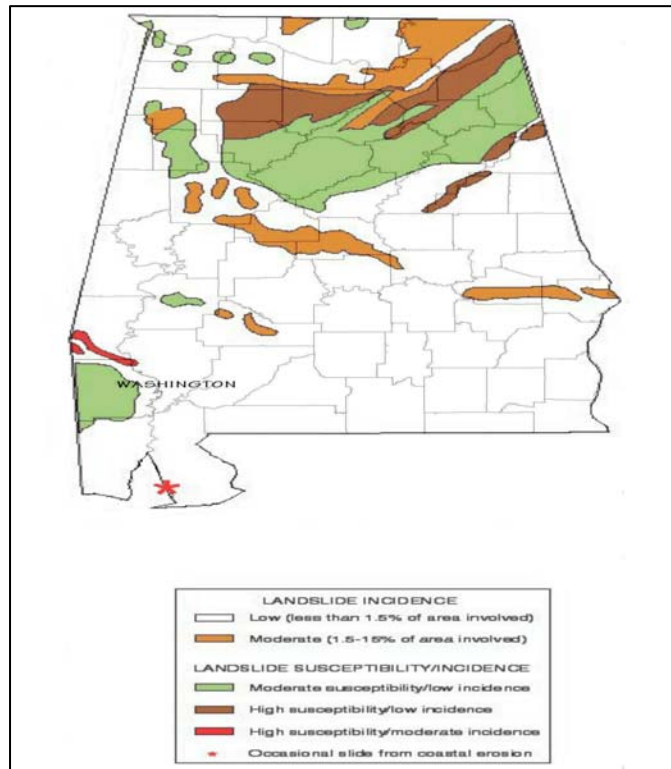 WASHINGTON
LANDSLIDE INCIDENCE
Low (less than 1.5% of area involved)
Moderate (1.5-15% of area involved)
LANDSLIDE SUSCEPTIBILITY/INCIDENCE
Moderate susceptibility/low incidence
High susceptibility/low incidence
High susceptibility/moderate incidence
* Occasional slide from coastal erosion